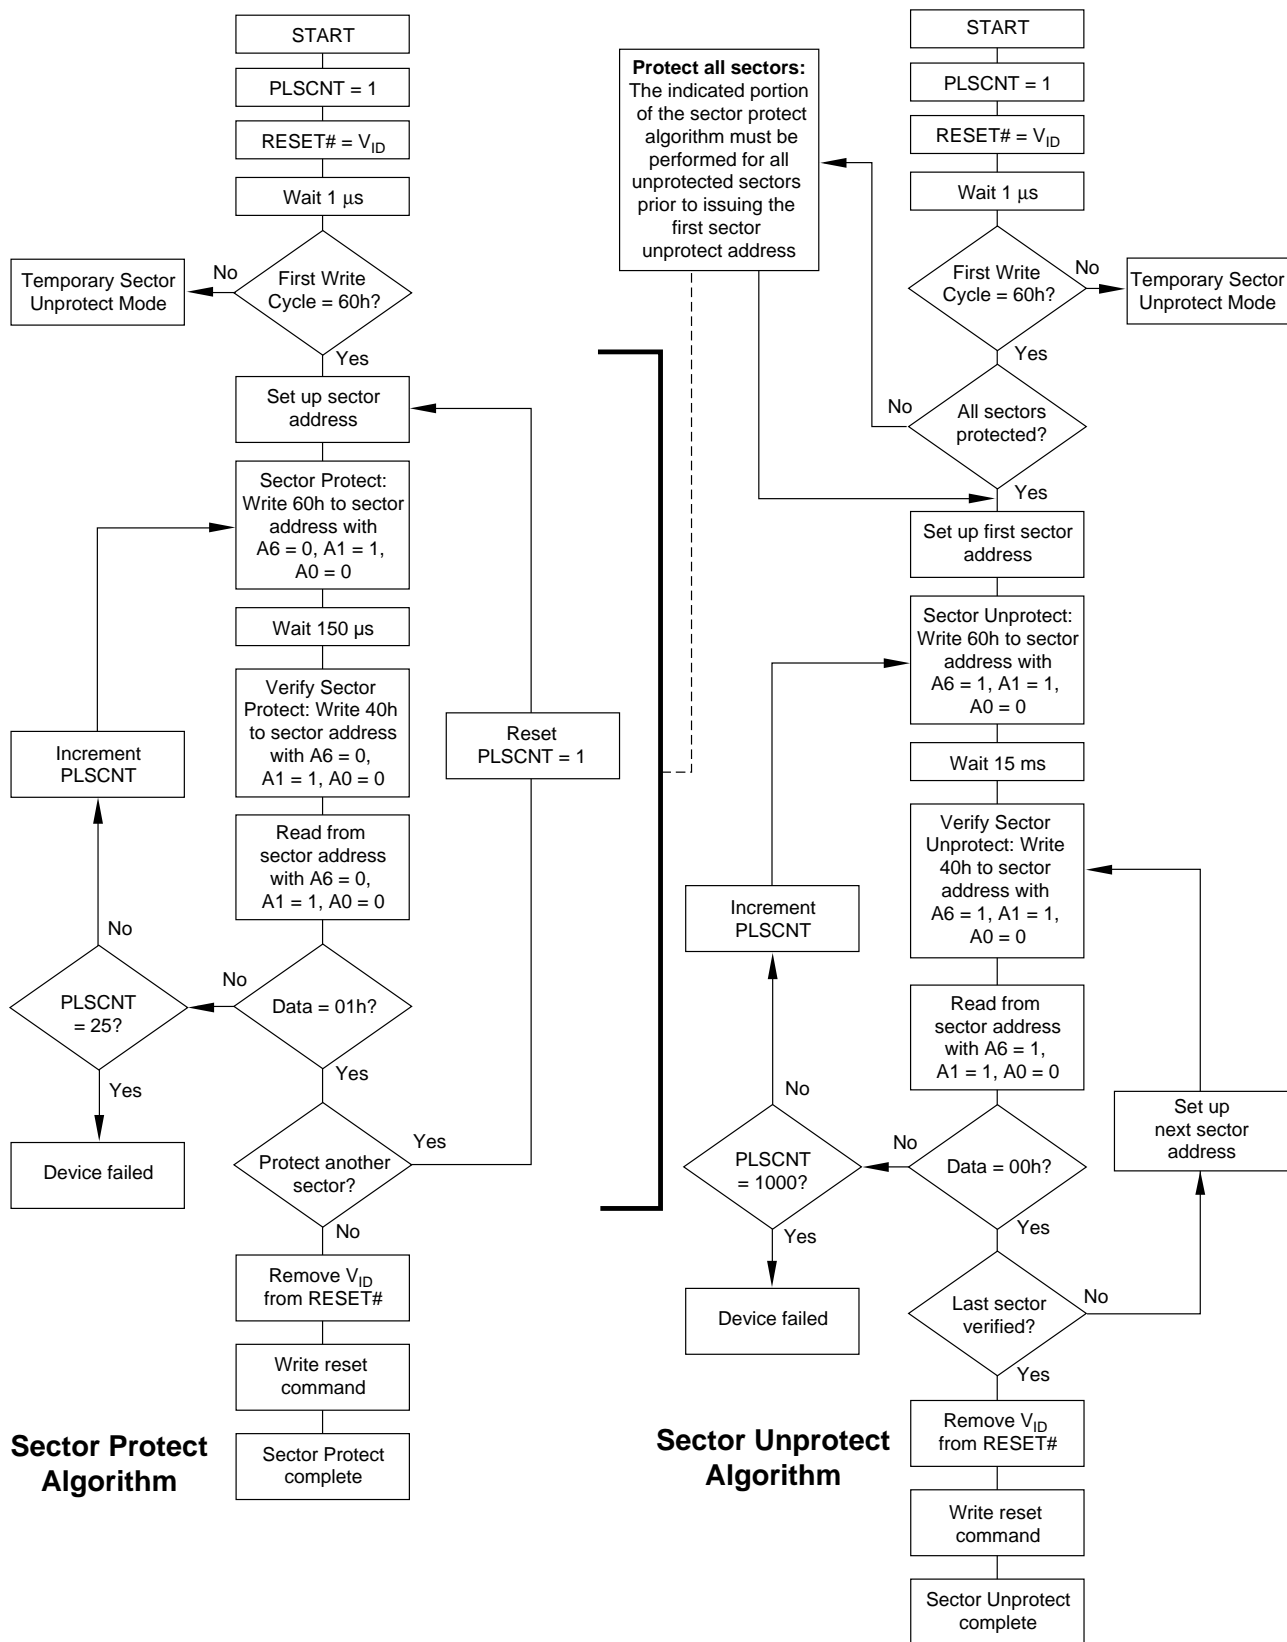 START
PLSCNT = 1
RESET# = VID
Wait 1 μs
First Write
Cycle = 60h?
No
Temporary Sector
Unprotect Mode
Yes
Set up sector
address
Sector Protect:
Write 60h to sector
address with
A6 = 0, A1 = 1,
A0 = 0
Wait 150 µs
Verify Sector
Protect: Write 40h
to sector address
with A6 = 0,
A1 = 1, A0 = 0
Reset
PLSCNT = 1
Increment
PLSCNT
Read from
sector address
with A6 = 0,
A1 = 1, A0 = 0
No
No
PLSCNT
= 25?
Data = 01h?
Yes
Yes
Device failed
Yes
Protect another
sector?
No
Remove VID
from RESET#
Write reset
command
Sector Protect
complete
Sector Protect
Algorithm
Protect all sectors:
The indicated portion
of the sector protect
algorithm must be
performed for all
unprotected sectors
prior to issuing the
first sector
unprotect address
START
PLSCNT = 1
RESET# = VID
Wait 1 μs
First Write
Cycle = 60h?
No
Temporary Sector
Unprotect Mode
Yes
No
All sectors
protected?
Yes
Set up first sector
address
Sector Unprotect:
Write 60h to sector
address with
A6 = 1, A1 = 1,
A0 = 0
Wait 15 ms
Verify Sector
Unprotect: Write
40h to sector
address with
A6 = 1, A1 = 1,
A0 = 0
Increment
PLSCNT
Read from
sector address
with A6 = 1,
A1 = 1, A0 = 0
No
Set up
next sector
address
No
PLSCNT
= 1000?
Data = 00h?
Yes
Yes
Device failed
Last sector
verified?
No
Yes
Remove VID
from RESET#
Write reset
command
Sector Unprotect
complete
Sector Unprotect
Algorithm